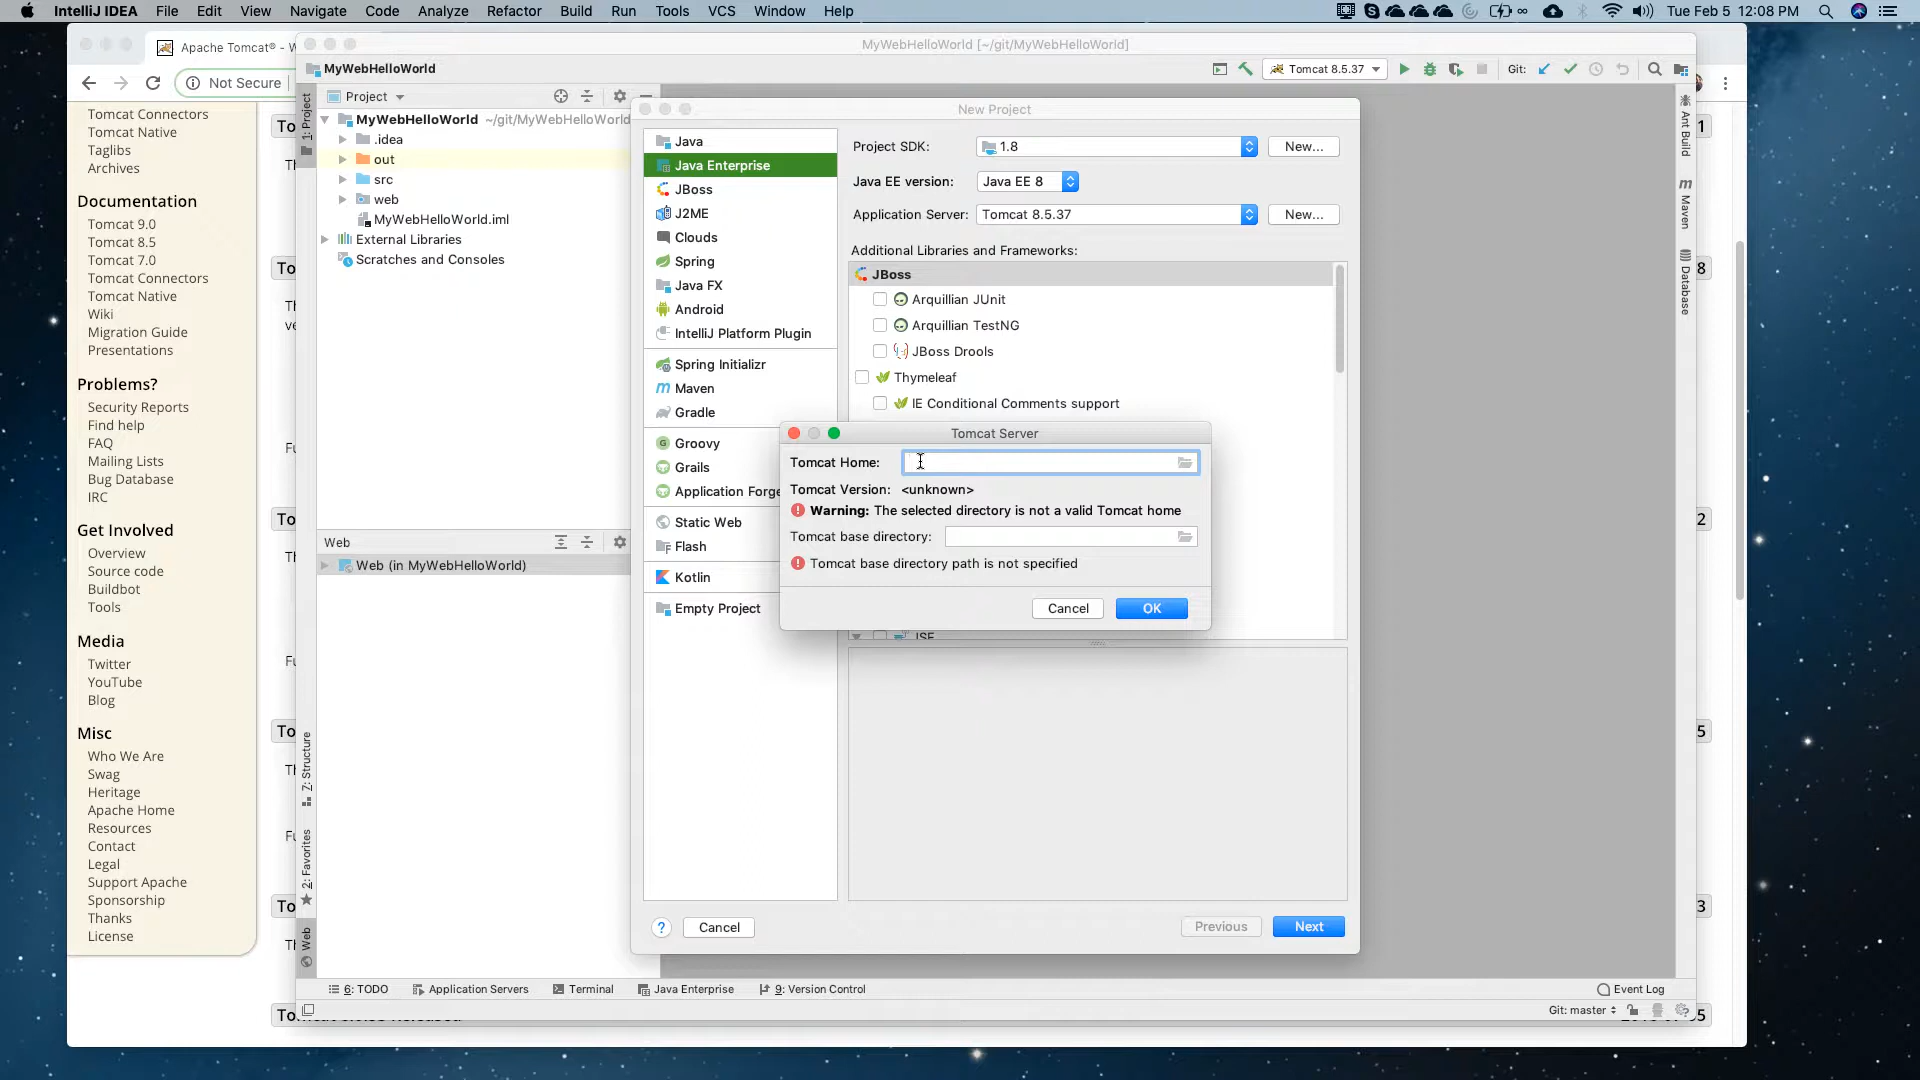 IntelliJ IDEA File Edit View Navigate Code Analyze Refactor Build Run Tools VCS Window Help Tue Feb 5 12:08 PM
Apache Tomcat® - W
Not Secure
Tomcat Connectors
Tomcat Native
Taglibs
Archives
Documentation
Tomcat 9.0
Tomcat 8.5
Tomcat 7.0
Tomcat Connectors
Tomcat Native
Wiki
Migration Guide
Presentations
Problems?
Security Reports
Find help
FAQ
Mailing Lists
Bug Database
IRC
Get Involved
Overview
Source code
Buildbot
Tools
Media
Twitter
YouTube
Blog
Misc
Who We Are
Swag
Heritage
Apache Home
Resources
Contact
Legal
Support Apache
Sponsorship
Thanks
License
MyWebHelloWorld [~/git/MyWebHelloWorld]
MyWebHelloWorld
Tomcat 8.5.37
Git:
1: Project
Project
MyWebHelloWorld ~/git/MyWebHelloWorld
.idea
out
src
web
MyWebHelloWorld.iml
External Libraries
Scratches and Consoles
Web
Web (in MyWebHelloWorld)
Z: Structure
2: Favorites
Web
New Project
Java
Java Enterprise
JBoss
J2ME
Clouds
Spring
Java FX
Android
IntelliJ Platform Plugin
Spring Initializr
Maven
Gradle
Groovy
Grails
Application Forge
Static Web
Flash
Kotlin
Empty Project
Project SDK: 1.8 New...
Java EE version: Java EE 8
Application Server: Tomcat 8.5.37 New...
Additional Libraries and Frameworks:
JBoss
Arquillian JUnit
Arquillian TestNG
JBoss Drools
Thymeleaf
IE Conditional Comments support
Tomcat Server
Tomcat Home:
Tomcat Version: <unknown>
Warning: The selected directory is not a valid Tomcat home
Tomcat base directory:
Tomcat base directory path is not specified
Cancel OK
? Cancel Previous Next
Ant Build
Maven
Database
6: TODO Application Servers Terminal Java Enterprise 9: Version Control Event Log
Git: master